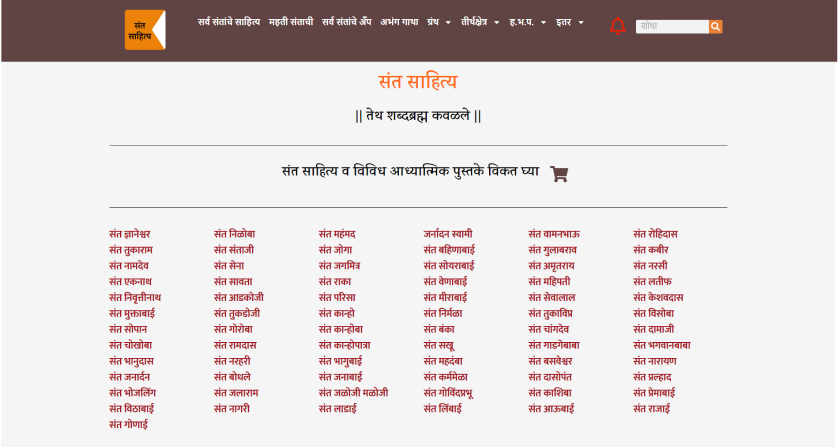 संत
साहित्य
सर्व संतांचे साहित्य महती संताची सर्व संतांचे अँप अभंग गाथा ग्रंथ तीर्थक्षेत्र ह.भ.प. इतर शोधा
संत साहित्य
|| तेथ शब्दब्रह्म कवळले ||
संत साहित्य व विविध आध्यात्मिक पुस्तके विकत घ्या
संत ज्ञानेश्वर संत निळोबा संत महंमद जर्नादन स्वामी संत वामनभाऊ संत रोहिदास
संत तुकाराम संत संताजी संत जोगा संत बहिणाबाई संत गुलाबराव संत कबीर
संत नामदेव संत सेना संत जगमित्र संत सोयराबाई संत अमृतराय संत नरसी
संत एकनाथ संत सावता संत राका संत वेणाबाई संत महिपती संत लतीफ
संत निवृत्तीनाथ संत आडकोजी संत परिसा संत मीराबाई संत सेवालाल संत केशवदास
संत मुक्ताबाई संत तुकडोजी संत कान्हो संत निर्मळा संत तुकाविप्र संत विसोबा
संत सोपान संत गोरोबा संत कान्होबा संत बंका संत चांगदेव संत दामाजी
संत चोखोबा संत रामदास संत कान्होपात्रा संत सखू संत गाडगेबाबा संत भगवानबाबा
संत भानुदास संत नरहरी संत भागुबाई संत महदंबा संत बसवेश्वर संत नारायण
संत जनार्दन संत बोधले संत जनाबाई संत कर्ममेळा संत दासोपंत संत प्रल्हाद
संत भोजलिंग संत जलाराम संत जळोजी मळोजी संत गोविंदप्रभू संत काशिबा संत प्रेमाबाई
संत विठाबाई संत नागरी संत लाडाई संत लिंबाई संत आऊबाई संत राजाई
संत गोणाई